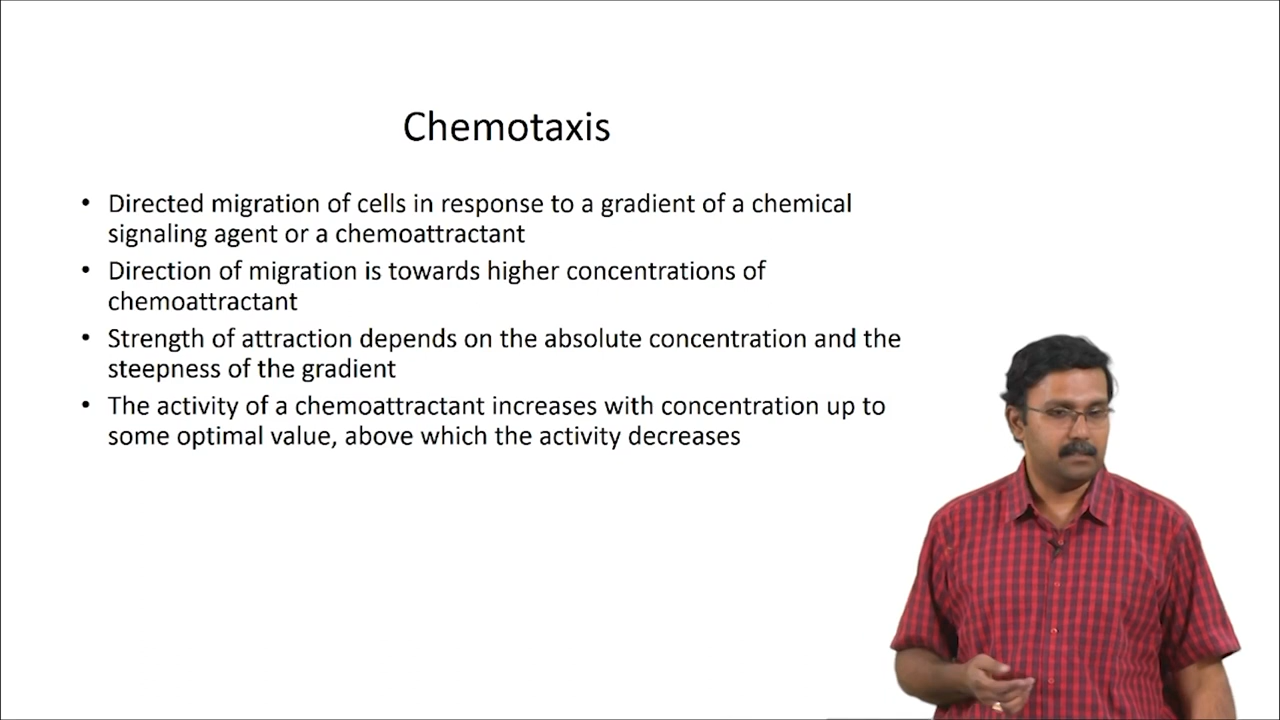 Chemotaxis
• Directed migration of cells in response to a gradient of a chemical
signaling agent or a chemoattractant
• Direction of migration is towards higher concentrations of
chemoattractant
• Strength of attraction depends on the absolute concentration and the
steepness of the gradient
• The activity of a chemoattractant increases with concentration up to
some optimal value, above which the activity decreases